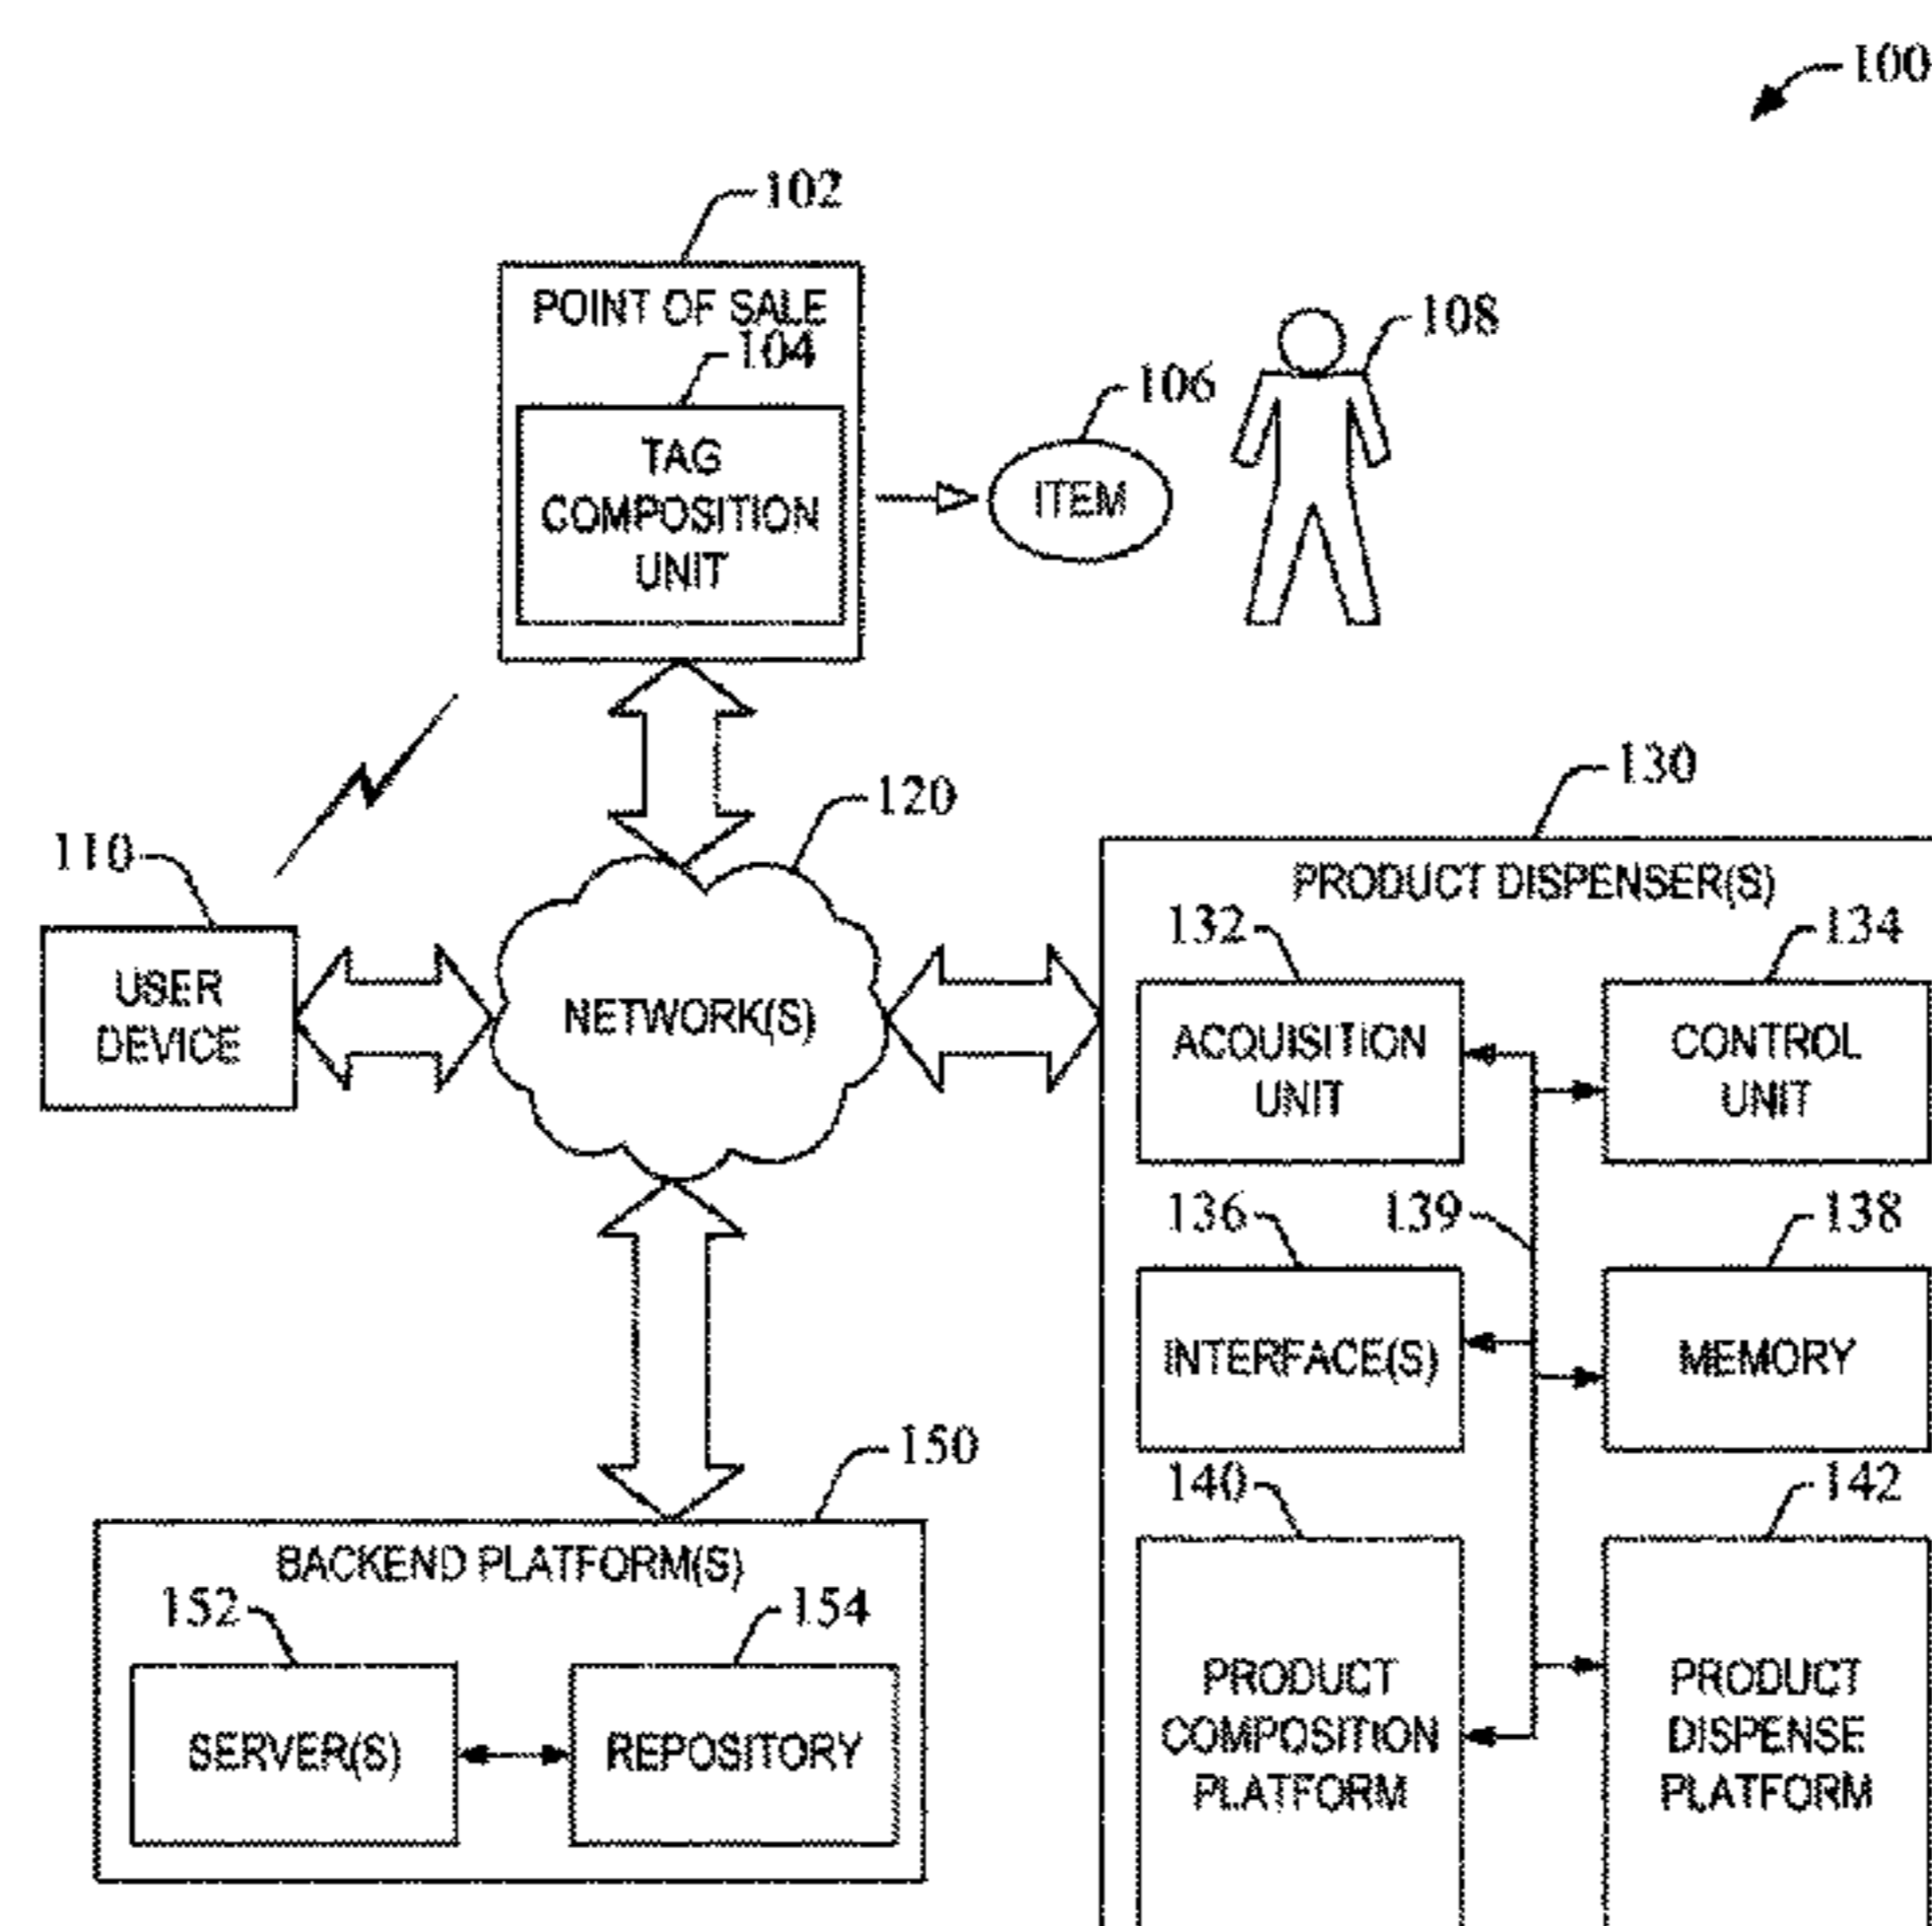 100
102
POINT OF SALE
104
TAG
COMPOSITION
UNIT
106
ITEM
108
110
USER
DEVICE
120
NETWORK(S)
130
PRODUCT DISPENSER(S)
132
ACQUISITION
UNIT
134
CONTROL
UNIT
136
INTERFACE(S)
139
138
MEMORY
140
PRODUCT
COMPOSITION
PLATFORM
142
PRODUCT
DISPENSE
PLATFORM
150
BACKEND PLATFORM(S)
152
SERVER(S)
154
REPOSITORY